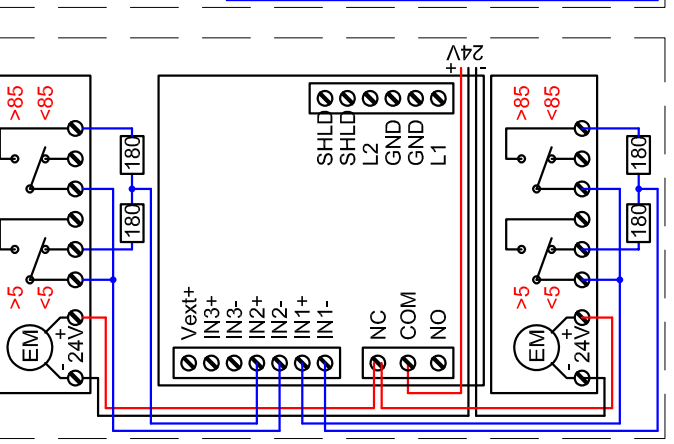 24V
+ -
>85 <85
180
180
>5 <5
EM
+
-
24V
SHLD
SHLD
L2
GND
GND
L1
Vext+
IN3+
IN3-
IN2+
IN2-
IN1+
IN1-
NC
COM
NO
>85 <85
180
180
>5 <5
EM
+
-
24V